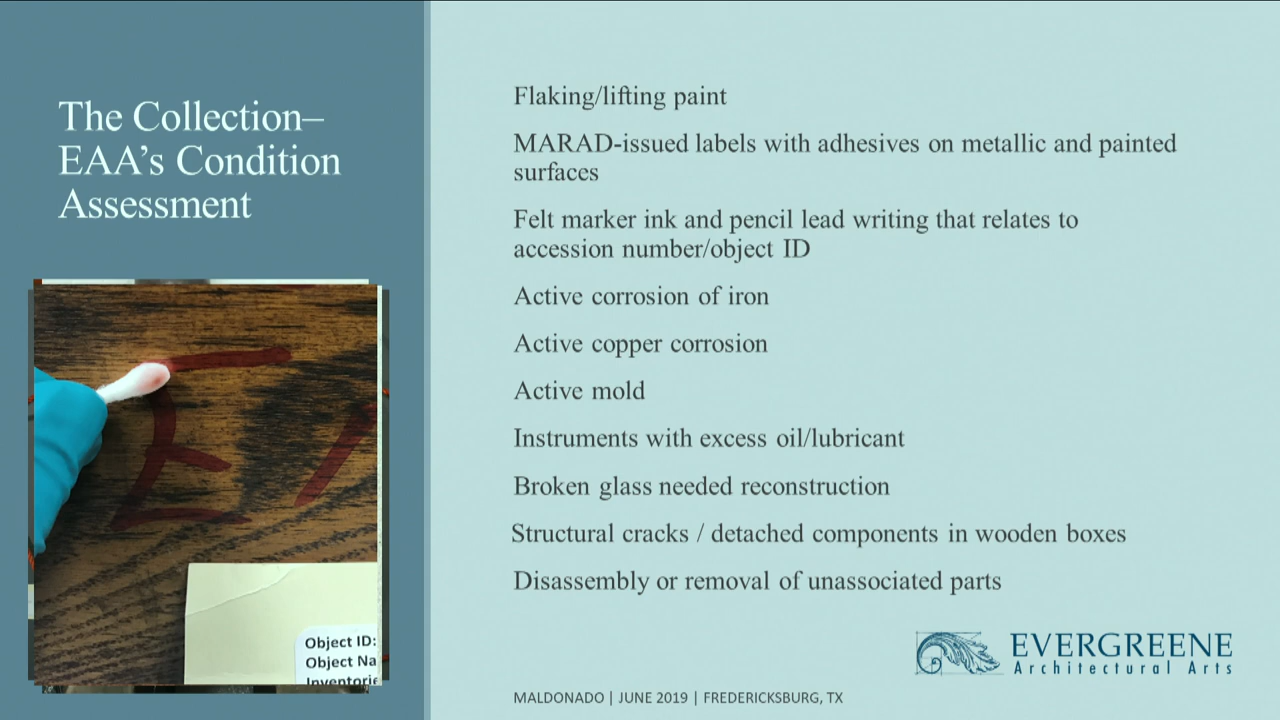 The Collection–
EAA’s Condition
Assessment
Flaking/lifting paint
MARAD-issued labels with adhesives on metallic and painted
surfaces
Felt marker ink and pencil lead writing that relates to
accession number/object ID
Active corrosion of iron
Active copper corrosion
Active mold
Instruments with excess oil/lubricant
Broken glass needed reconstruction
Structural cracks / detached components in wooden boxes
Disassembly or removal of unassociated parts
Object ID:
Object Na
EVERGREENE
Architectural Arts
MALDONADO | JUNE 2019 | FREDERICKSBURG, TX